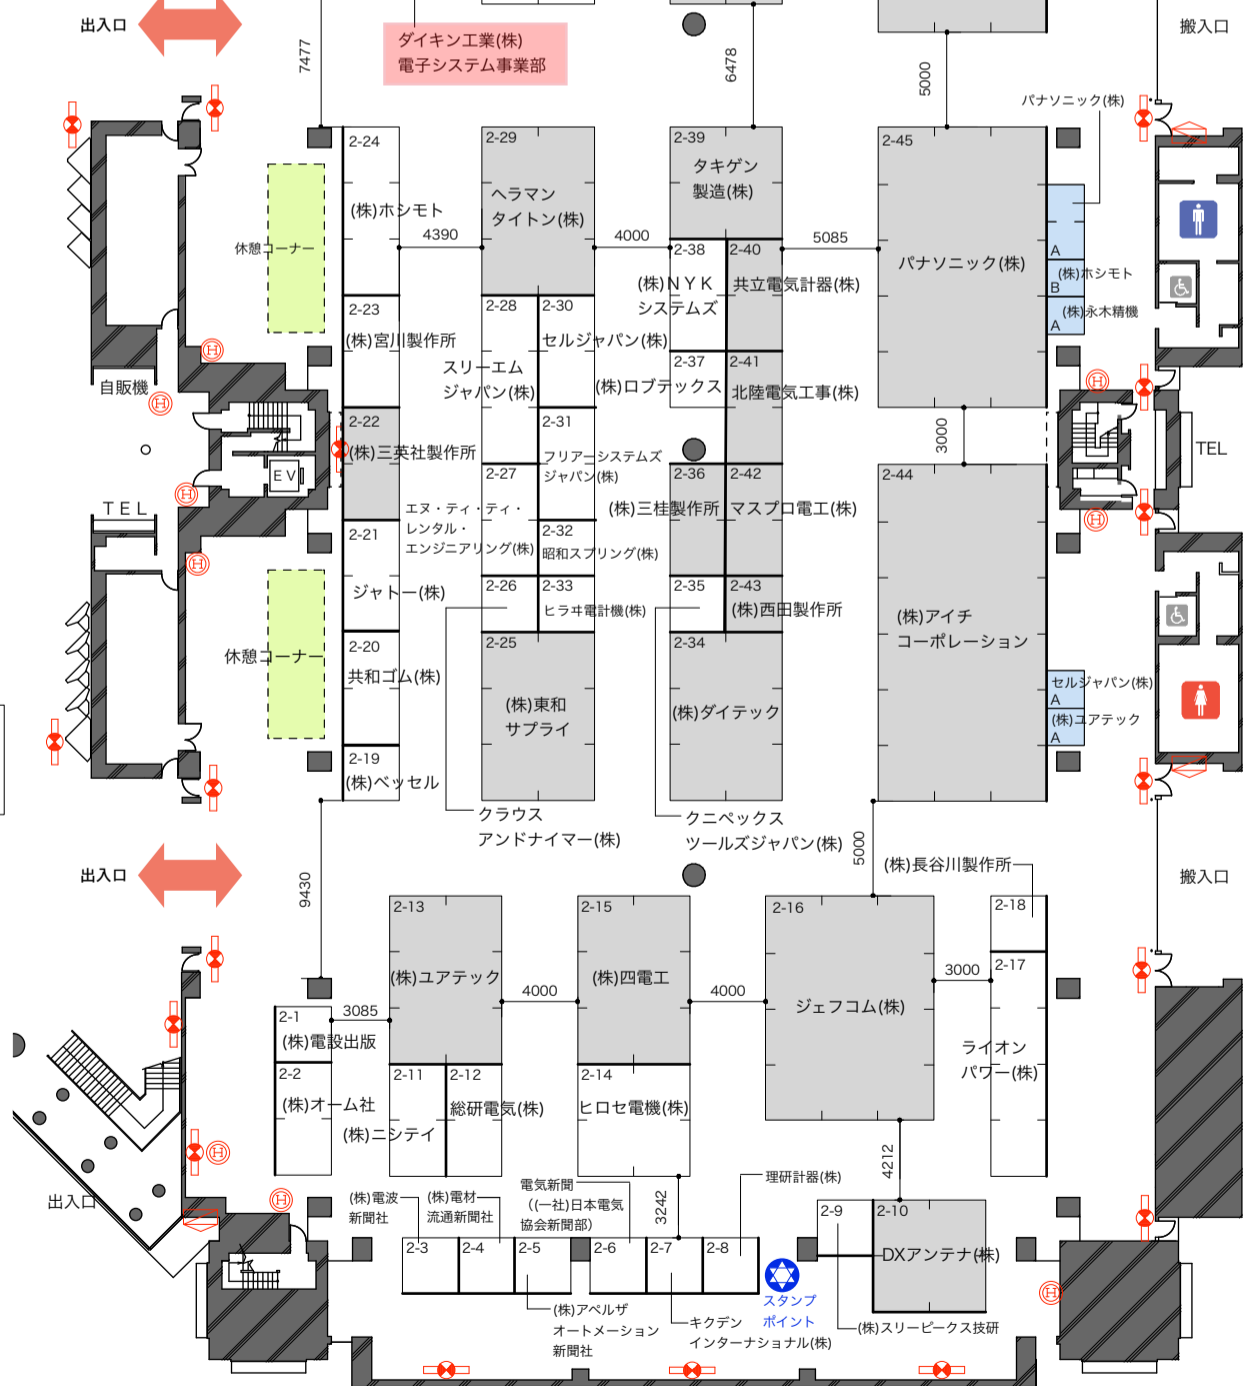 出入口
7477
ダイキン工業(株)
電子システム事業部
6478
5000
搬入口
パナソニック(株)
2-24
(株)ホシモト
2-29
ヘラマン
タイトン(株)
2-39
タキゲン
製造(株)
2-45
パナソニック(株)
休憩コーナー
4390
4000
5085
2-38
(株)ＮＹＫ
システムズ
2-40
共立電気計器(株)
A
(株)ホシモト
B
(株)永木精機
A
2-23
(株)宮川製作所
2-28
スリーエム
ジャパン(株)
2-30
セルジャパン(株)
2-37
(株)ロブテックス
2-41
北陸電気工事(株)
自販機
H
H
H
2-22
(株)三英社製作所
2-31
フリアーシステムズ
ジャパン(株)
3000
ＥＶ
TEL
ＴＥＬ
H
H
H
2-27
エヌ・ティ・ティ・
レンタル・
エンジニアリング(株)
2-36
(株)三桂製作所
2-42
マスプロ電工(株)
2-44
(株)アイチ
コーポレーション
2-21
ジャトー(株)
2-32
昭和スプリング(株)
2-26
2-33
ヒラヰ電計機(株)
2-35
2-43
(株)西田製作所
休憩コーナー
2-20
共和ゴム(株)
2-25
(株)東和
サプライ
2-34
(株)ダイテック
セルジャパン(株)
A
(株)ユアテック
A
2-19
(株)ベッセル
クラウス
アンドナイマー(株)
クニペックス
ツールズジャパン(株)
5000
(株)長谷川製作所
出入口
9430
搬入口
2-13
(株)ユアテック
2-15
(株)四電工
2-16
ジェフコム(株)
2-18
2-17
ライオン
パワー(株)
4000
4000
3000
2-1
(株)電設出版
3085
2-2
(株)オーム社
2-11
(株)ニシテイ
2-12
総研電気(株)
2-14
ヒロセ電機(株)
4212
H
H
出入口
(株)電波
新聞社
(株)電材
流通新聞社
電気新聞
((一社)日本電気
協会新聞部)
3242
理研計器(株)
2-9
2-10
DXアンテナ(株)
2-3
2-4
2-5
2-6
2-7
2-8
スタンプ
ポイント
H
(株)アペルザ
オートメーション
新聞社
キクデン
インターナショナル(株)
(株)スリーピークス技研